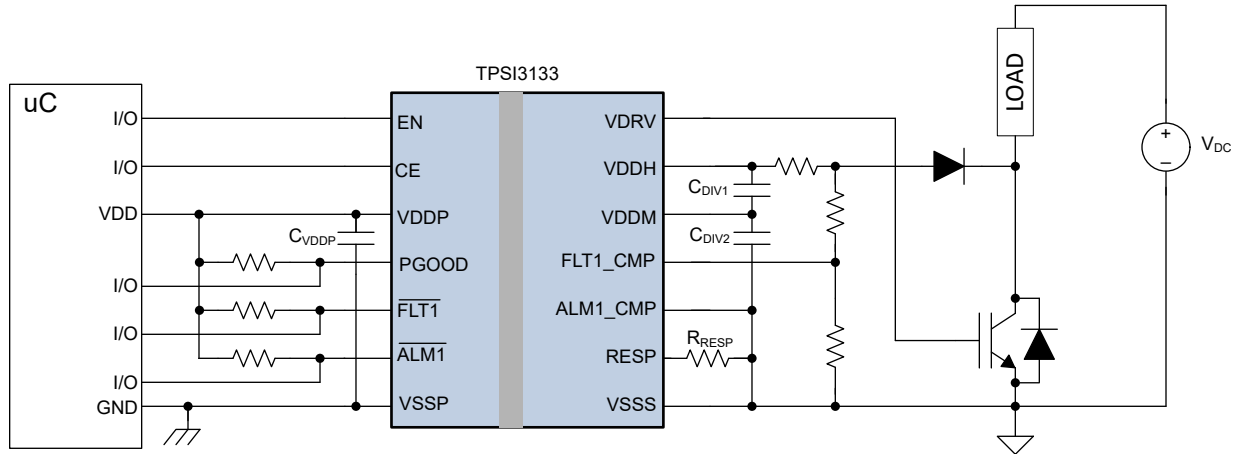 TPSI3133
uC
I/O
I/O
VDD
I/O
I/O
I/O
GND
C_VDDP
EN
CE
VDDP
PGOOD
FLT1
ALM1
VSSP
VDRV
VDDH
VDDM
FLT1_CMP
ALM1_CMP
RESP
VSSS
C_DIV1
C_DIV2
R_RESP
LOAD
+
–
V_DC